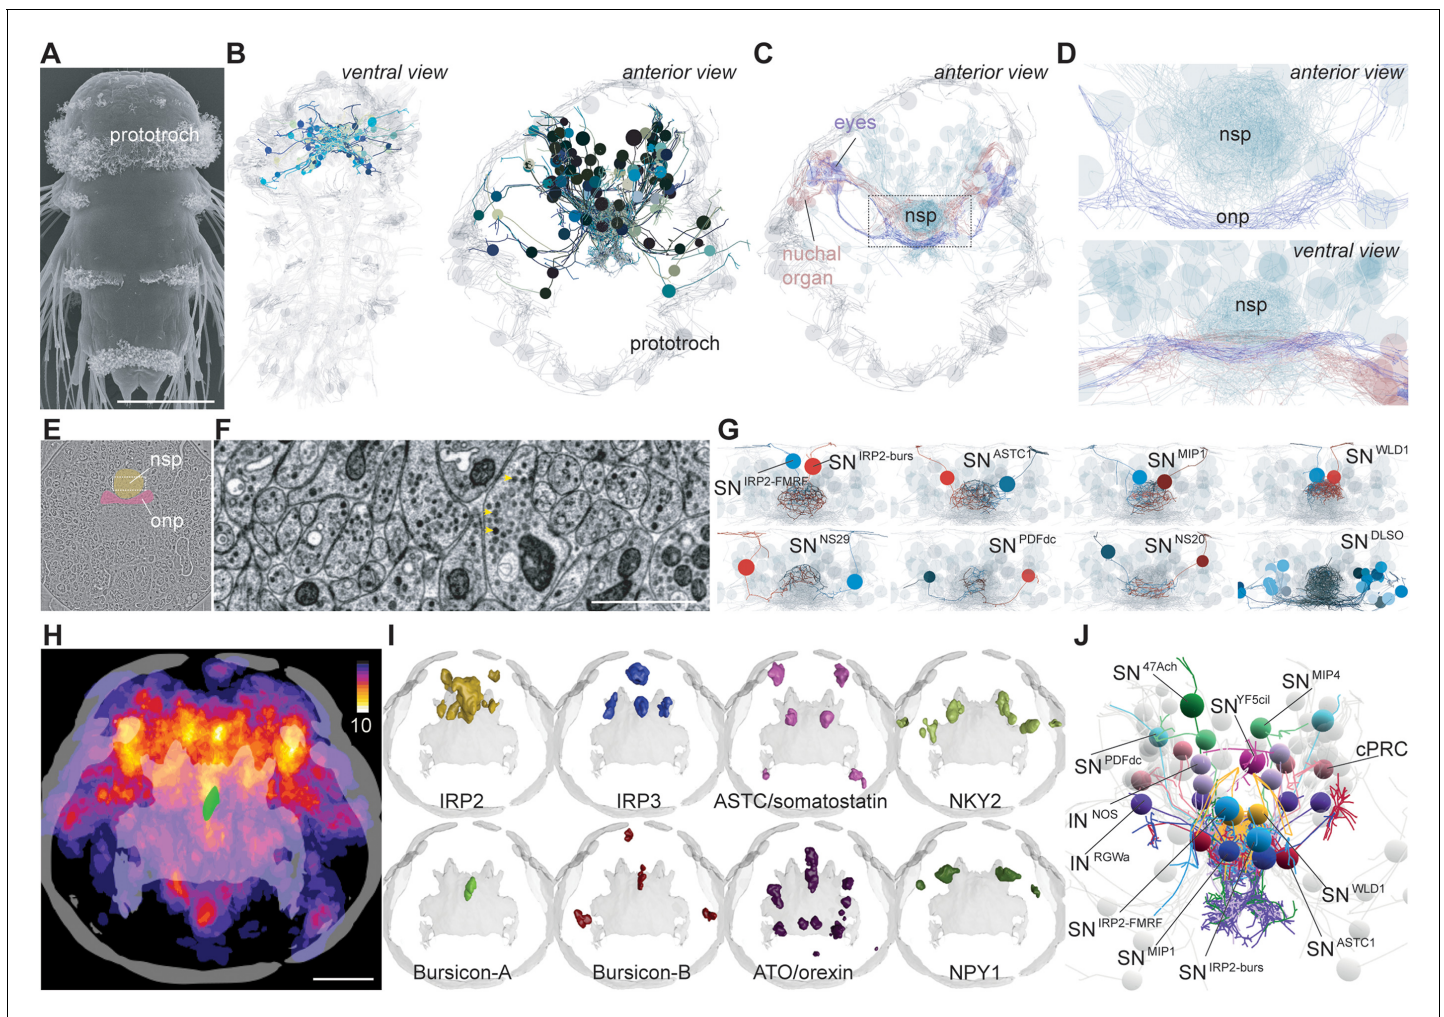 A
prototroch
B
ventral view
anterior view
prototroch
C
anterior view
eyes
nsp
nuchal
organ
D
anterior view
nsp
onp
ventral view
nsp
E
nsp
onp
F
G
SN IRP2-burs
SN IRP2-FMRF
SN ASTC1
SN MIP1
SN WLD1
SN NS29
SN PDFdc
SN NS20
SN DLSO
H
10
I
IRP2
IRP3
ASTC/somatostatin
NKY2
Bursicon-A
Bursicon-B
ATO/orexin
NPY1
J
SN 47Ach
SN MIP4
SN YF5cil
SN PDFdc
cPRC
IN NOS
IN RGWa
SN WLD1
SN IRP2-FMRF
SN MIP1
SN IRP2-burs
SN ASTC1